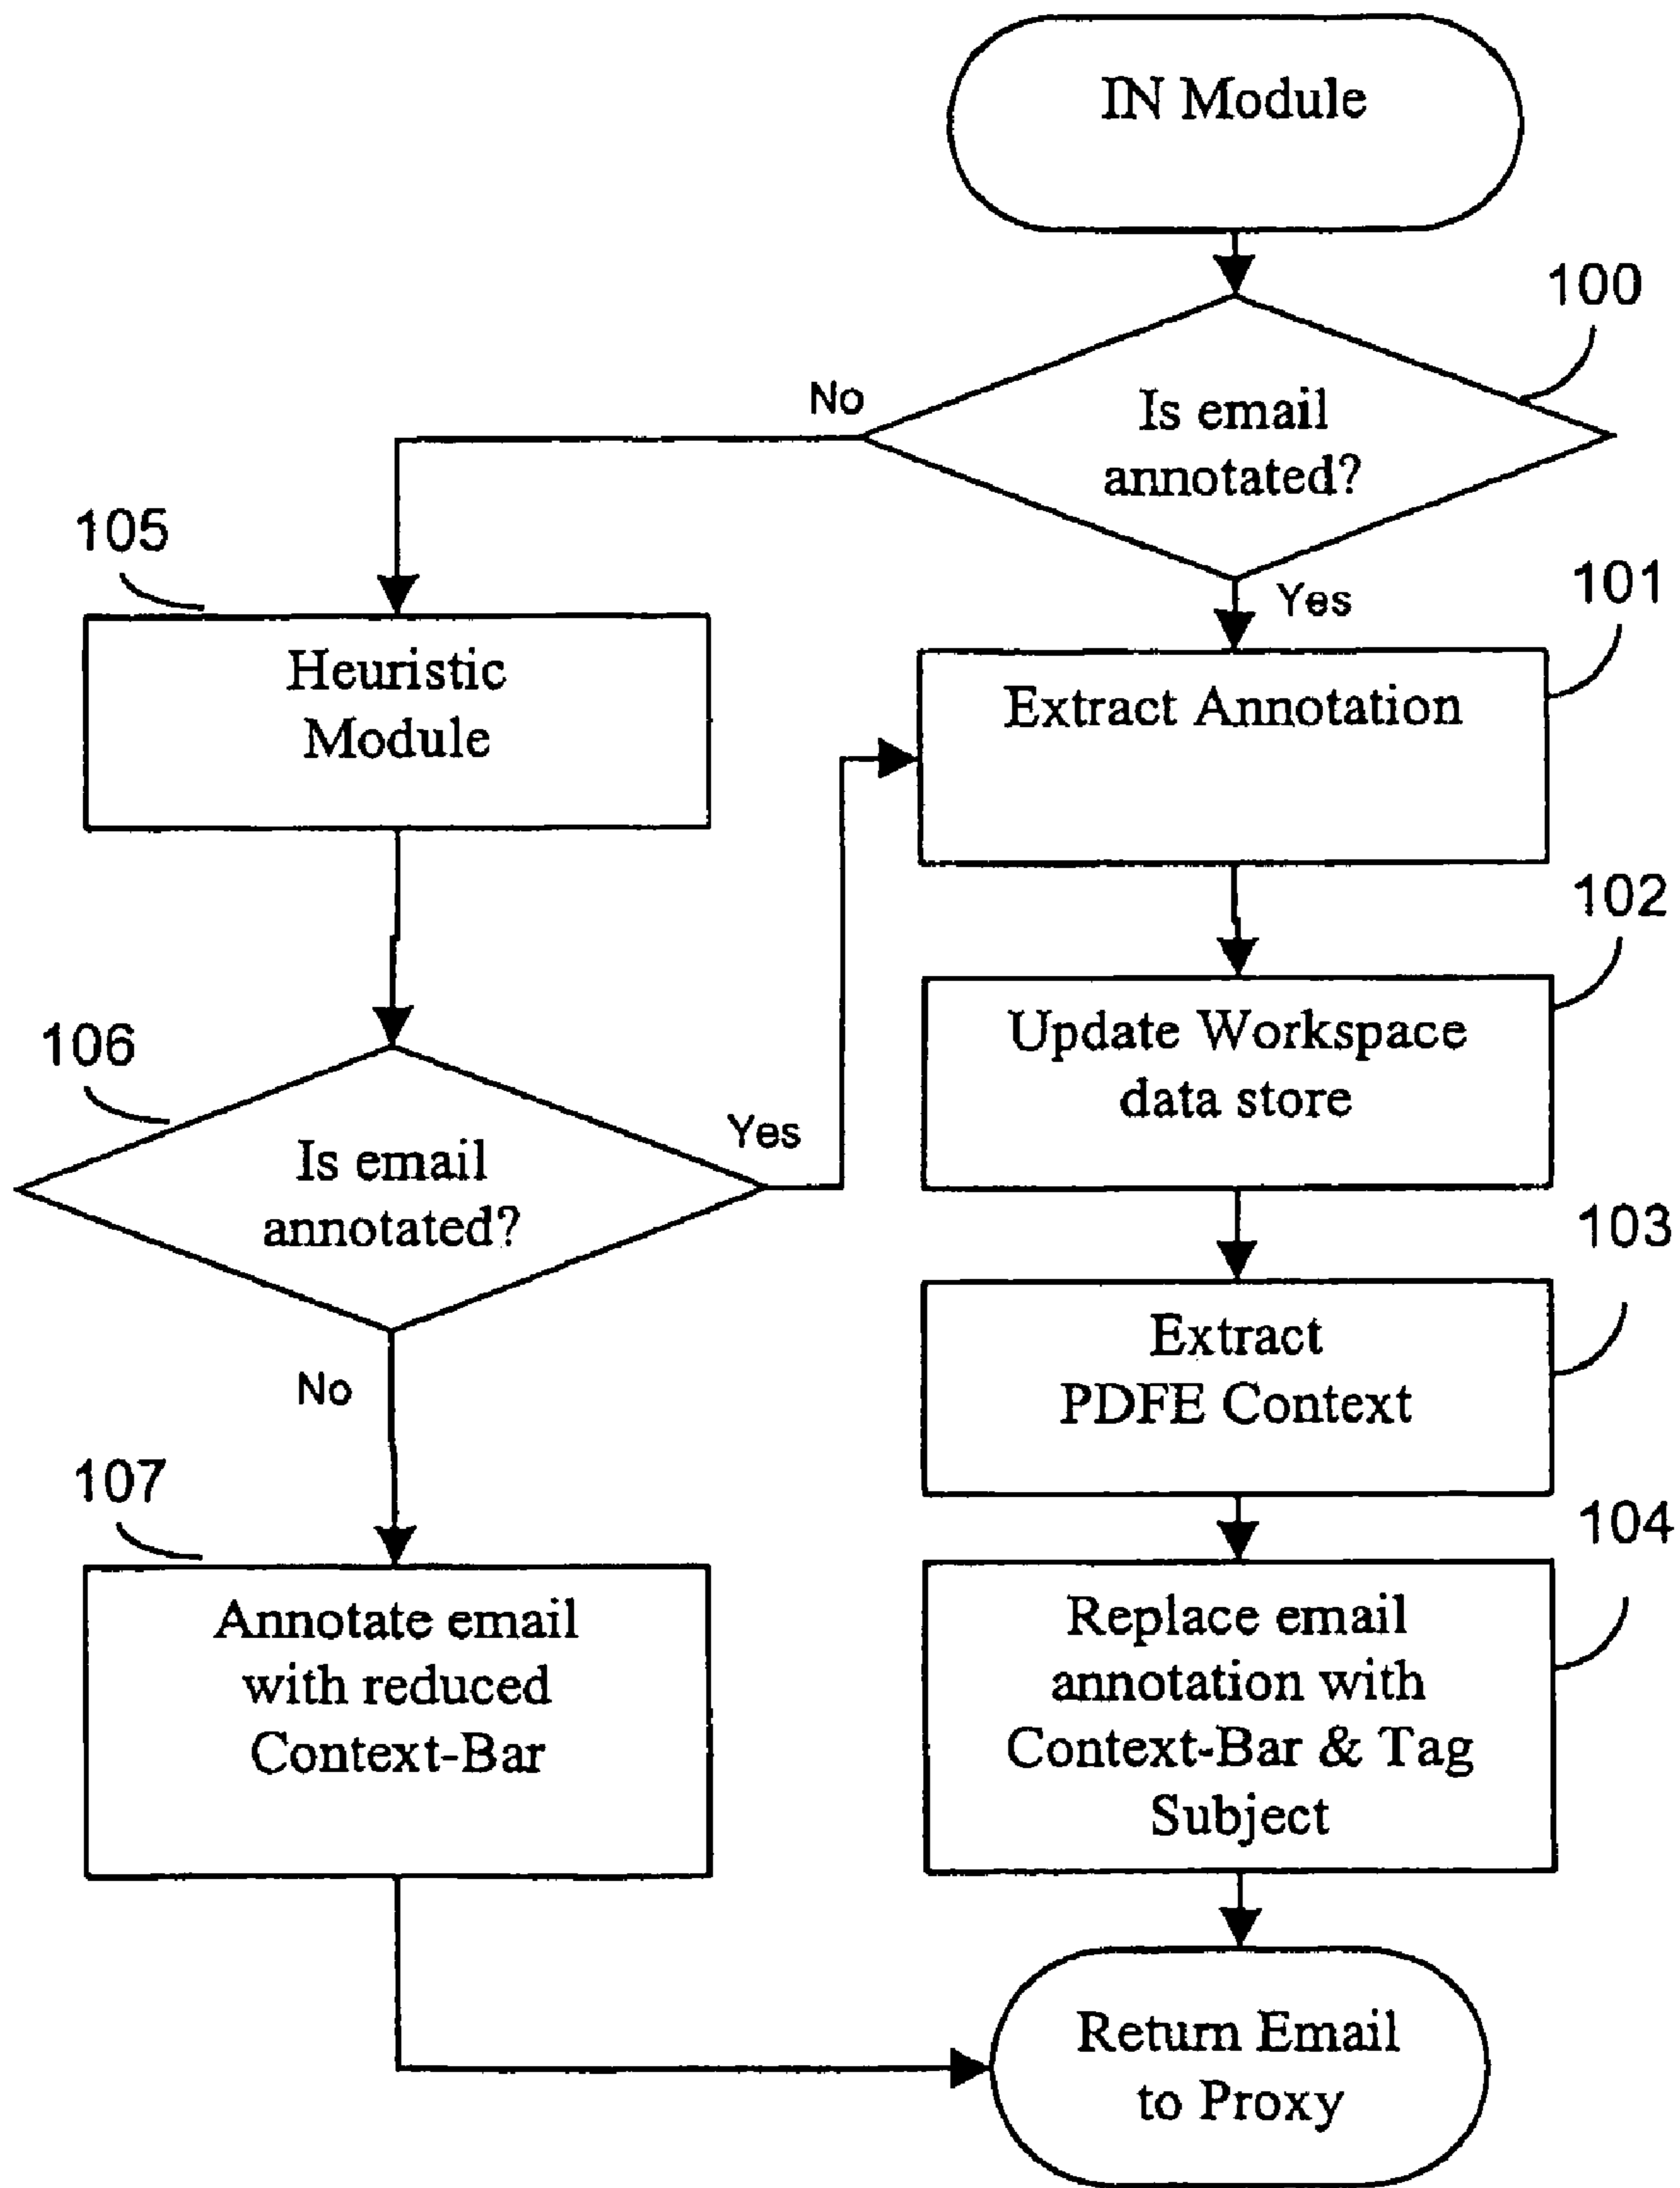 IN Module
100
Is email
annotated?
No
Yes
105
Heuristic
Module
101
Extract Annotation
102
Update Workspace
data store
106
Is email
annotated?
Yes
No
103
Extract
PDFE Context
107
Annotate email
with reduced
Context-Bar
104
Replace email
annotation with
Context-Bar & Tag
Subject
Return Email
to Proxy